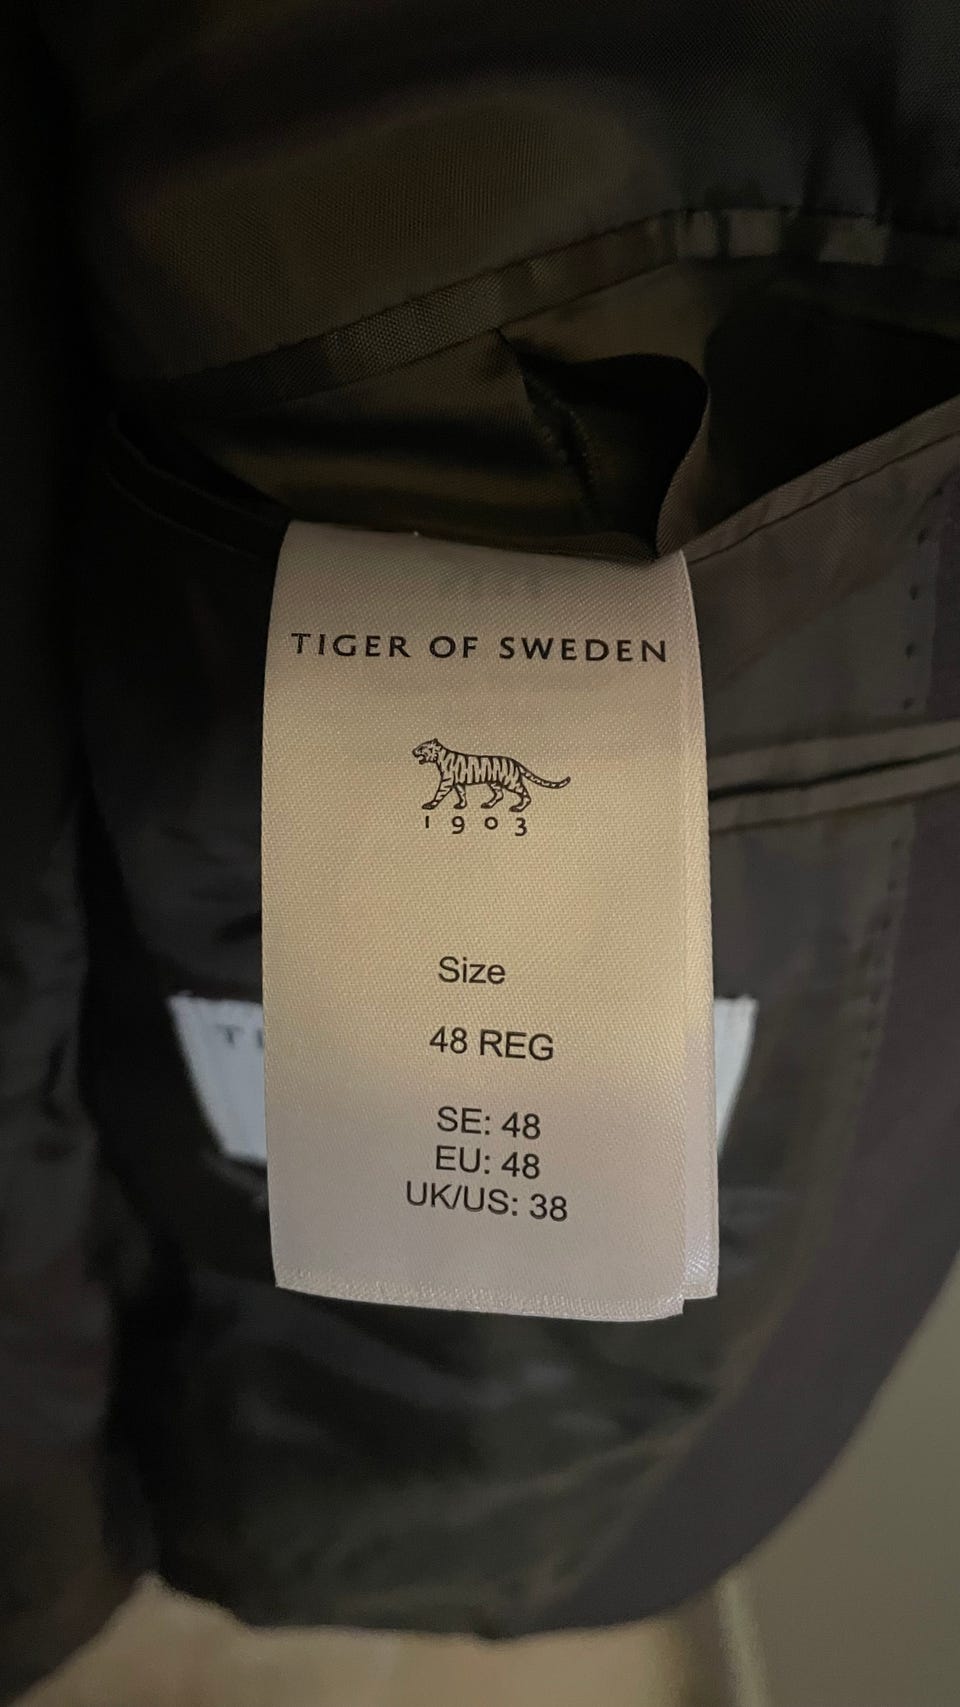 TIGER OF SWEDEN
1903
Size
48 REG
SE: 48
EU: 48
UK/US: 38